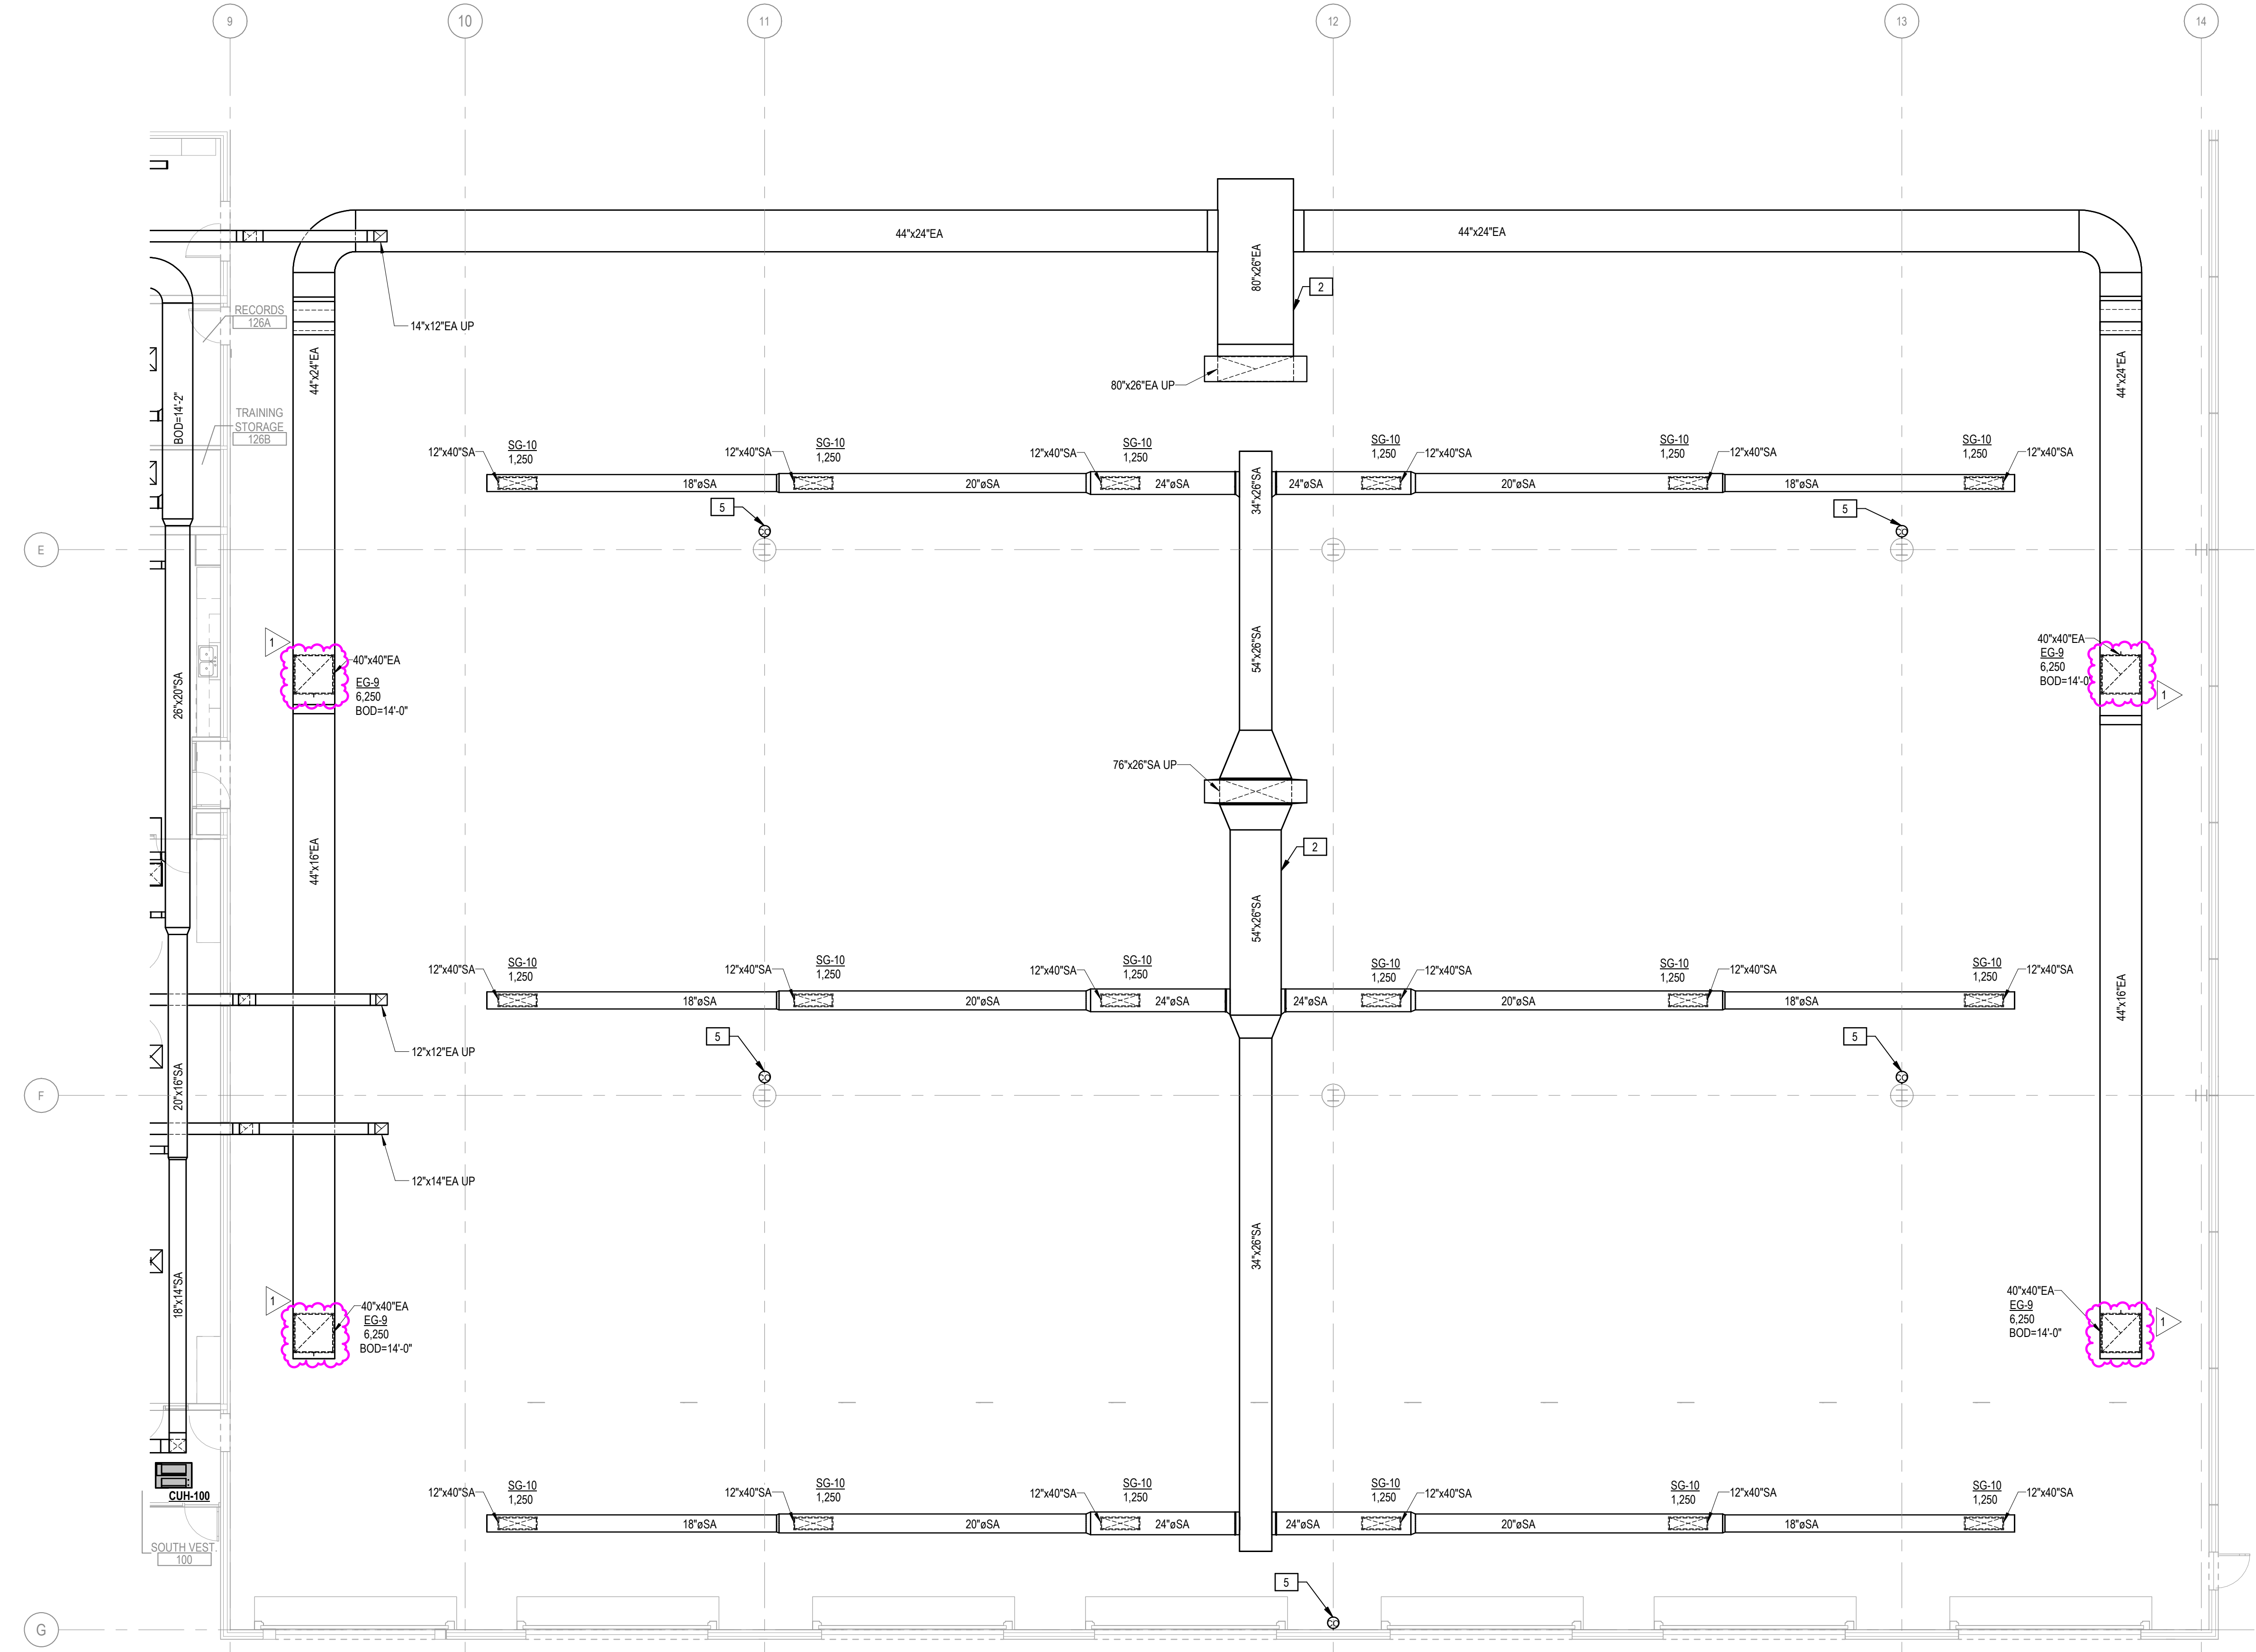 9
10
11
12
13
14
44"x24"EA
44"x24"EA
80"x26"EA
2
RECORDS
126A
14"x12"EA UP
44"x24"EA
44"x24"EA
80"x26"EA UP
BOD=14'-2"
TRAINING
STORAGE
126B
12"x40"SA
SG-10
1,250
12"x40"SA
SG-10
1,250
12"x40"SA
SG-10
1,250
SG-10
1,250
12"x40"SA
SG-10
1,250
12"x40"SA
SG-10
1,250
12"x40"SA
18"øSA
20"øSA
24"øSA
34"x26"SA
24"øSA
20"øSA
18"øSA
5
CO
5
CO
E
1
40"x40"EA
EG-9
6,250
BOD=14'-0"
54"x26"SA
40"x40"EA
EG-9
6,250
BOD=14'-0"
1
26"x20"SA
76"x26"SA UP
44"x16"EA
2
54"x26"SA
12"x40"SA
SG-10
1,250
12"x40"SA
SG-10
1,250
12"x40"SA
SG-10
1,250
SG-10
1,250
12"x40"SA
SG-10
1,250
12"x40"SA
SG-10
1,250
12"x40"SA
18"øSA
20"øSA
24"øSA
24"øSA
20"øSA
18"øSA
44"x16"EA
5
CO
5
CO
12"x12"EA UP
F
20"x16"SA
12"x14"EA UP
34"x26"SA
18"x14"SA
1
40"x40"EA
EG-9
6,250
BOD=14'-0"
40"x40"EA
EG-9
6,250
BOD=14'-0"
1
CUH-100
12"x40"SA
SG-10
1,250
12"x40"SA
SG-10
1,250
12"x40"SA
SG-10
1,250
SG-10
1,250
12"x40"SA
SG-10
1,250
12"x40"SA
SG-10
1,250
12"x40"SA
18"øSA
20"øSA
24"øSA
24"øSA
20"øSA
18"øSA
SOUTH VEST.
100
5
CO
G